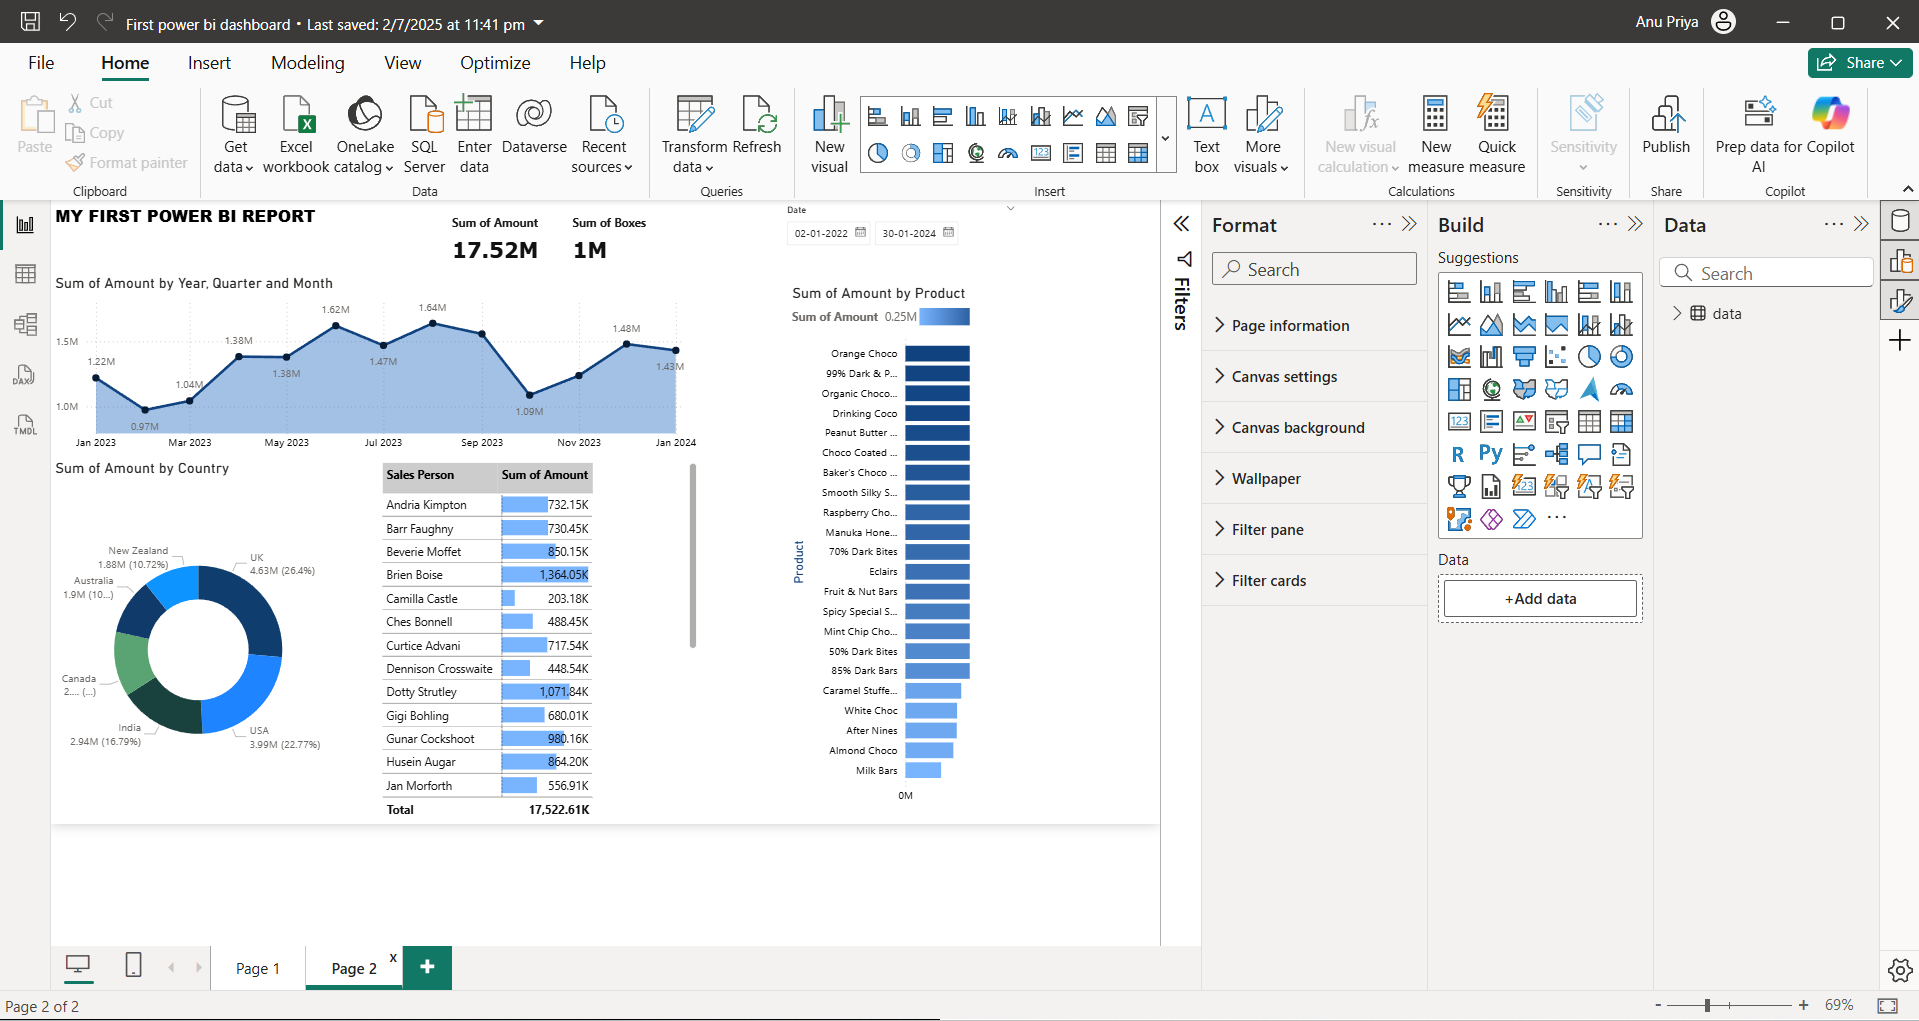 First power bi dashboard • Last saved: 2/7/2025 at 11:41 pm
Anu Priya
File Home Insert Modeling View Optimize Help
Share
Paste
Cut
Copy
Format painter
Clipboard
Get data
Excel workbook
OneLake catalog
SQL Server
Enter data
Dataverse
Recent sources
Data
Transform data
Refresh
Queries
New visual
Text box
More visuals
Insert
New visual calculation
New measure
Quick measure
Calculations
Sensitivity
Sensitivity
Publish
Share
Prep data for AI
Copilot
Copilot
MY FIRST POWER BI REPORT
Sum of Amount
17.52M
Sum of Boxes
1M
Date
02-01-2022
30-01-2024
Sum of Amount by Year, Quarter and Month
1.5M
1.0M
1.22M
0.97M
1.04M
1.38M
1.38M
1.62M
1.47M
1.64M
1.09M
1.48M
1.43M
Jan 2023 Mar 2023 May 2023 Jul 2023 Sep 2023 Nov 2023 Jan 2024
Sum of Amount by Country
New Zealand
1.88M (10.72%)
UK
4.63M (26.4%)
Australia
1.9M (10...)
Canada
2.... (...)
India
2.94M (16.79%)
USA
3.99M (22.77%)
Sales Person Sum of Amount
Andria Kimpton 732.15K
Barr Faughny 730.45K
Beverie Moffet 850.15K
Brien Boise 1,364.05K
Camilla Castle 203.18K
Ches Bonnell 488.45K
Curtice Advani 717.54K
Dennison Crosswaite 448.54K
Dotty Strutley 1,071.84K
Gigi Bohling 680.01K
Gunar Cockshoot 980.16K
Husein Augar 864.20K
Jan Morforth 556.91K
Total 17,522.61K
Sum of Amount by Product
Sum of Amount 0.25M
Product
Orange Choco
99% Dark & P...
Organic Choco...
Drinking Coco
Peanut Butter ...
Choco Coated ...
Baker's Choco ...
Smooth Silky S...
Raspberry Cho...
Manuka Hone...
70% Dark Bites
Eclairs
Fruit & Nut Bars
Spicy Special S...
Mint Chip Cho...
50% Dark Bites
85% Dark Bars
Caramel Stuffe...
White Choc
After Nines
Almond Choco
Milk Bars
0M
Filters
Format
Search
Page information
Canvas settings
Canvas background
Wallpaper
Filter pane
Filter cards
Build
Suggestions
123
R
Py
123
Data
+Add data
Data
Search
data
DAX
TMDL
Page 1
Page 2 x
Page 2 of 2
- + 69%